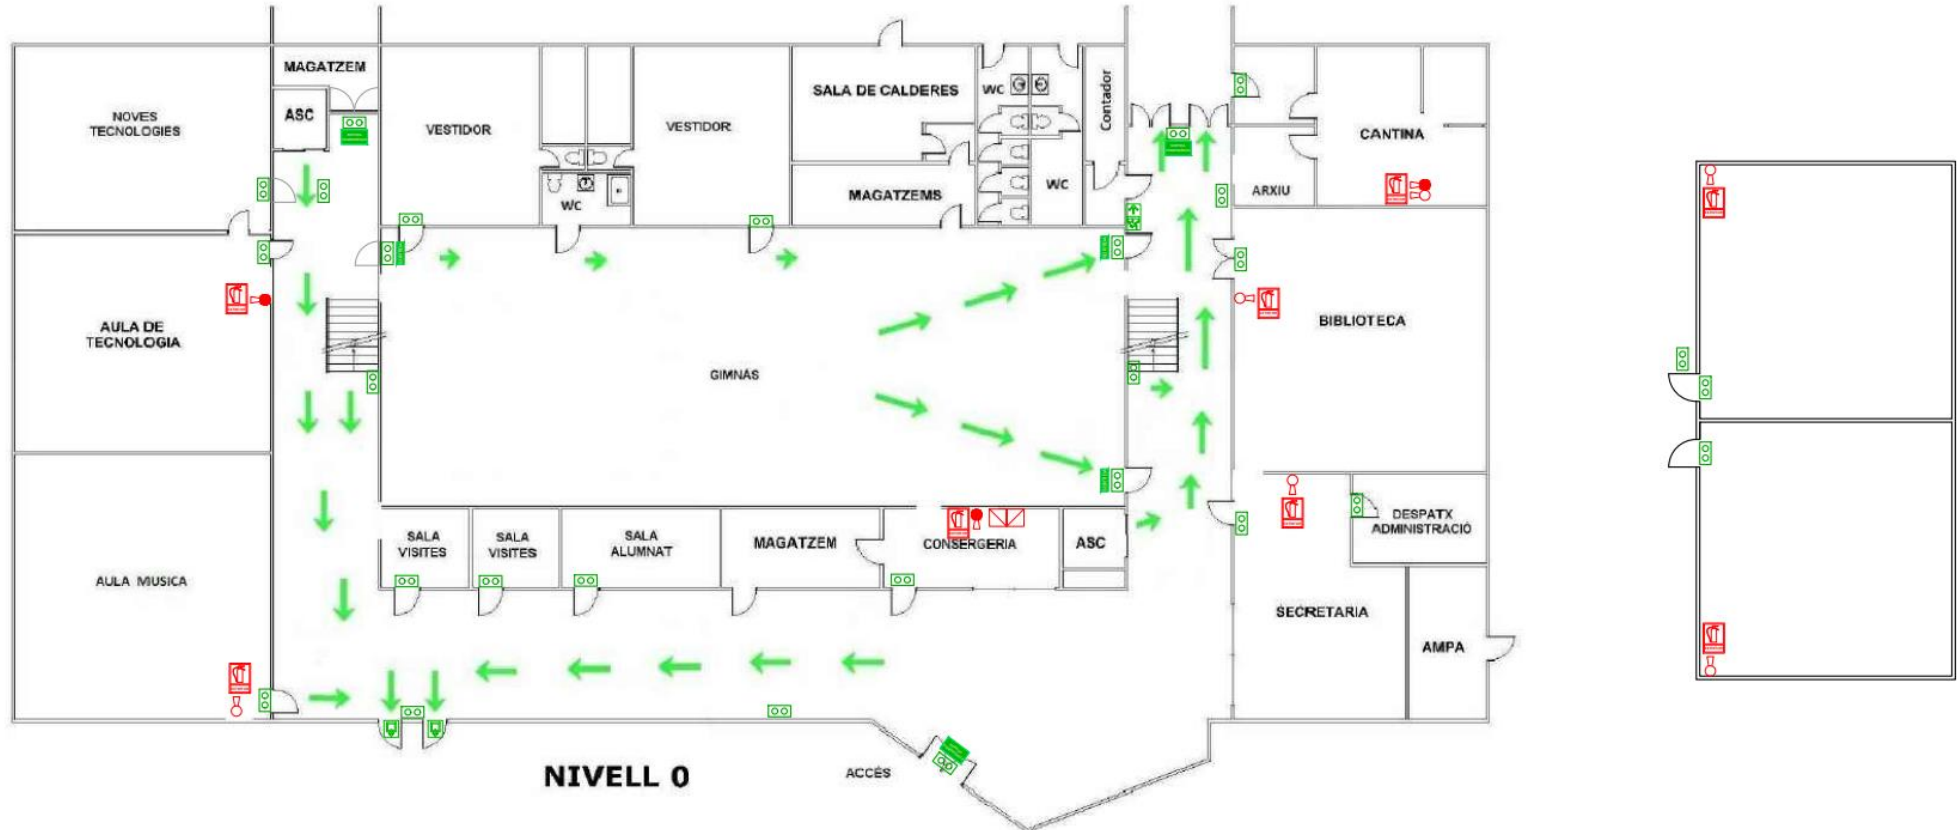 MAGATZEM
NOVES
TECNOLOGIES
ASC
VESTIDOR
VESTIDOR
SALA DE CALDERES
WC
Contador
CANTINA
WC
MAGATZEMS
WC
ARXIU
AULA DE
TECNOLOGIA
GIMNÀS
BIBLIOTECA
SALA
VISITES
SALA
VISITES
SALA
ALUMNAT
MAGATZEM
CONSERGERIA
ASC
DESPATX
ADMINISTRACIÓ
AULA MUSICA
SECRETARIA
AMPA
NIVELL 0
ACCÉS